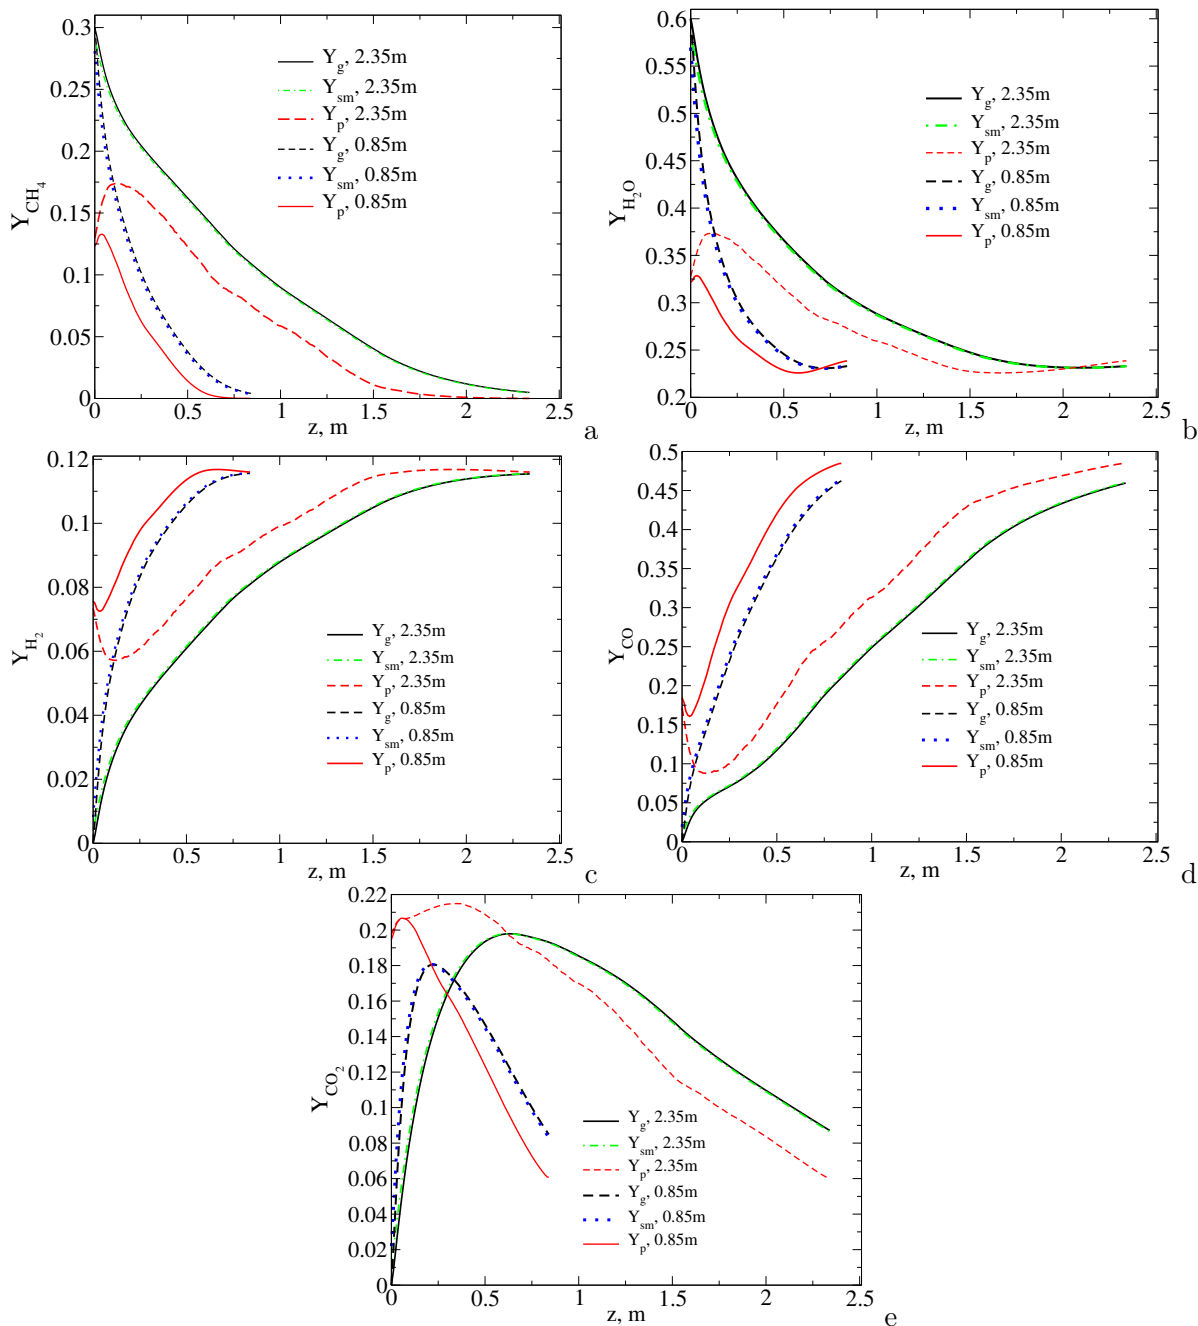 Y_CH4
0.3
0.25
0.2
0.15
0.1
0.05
0
Y_g, 2.35m
Y_sm, 2.35m
Y_p, 2.35m
Y_g, 0.85m
Y_sm, 0.85m
Y_p, 0.85m
0 0.5 1 1.5 2 2.5
z, m
a
Y_H2O
0.6
0.55
0.5
0.45
0.4
0.35
0.3
0.25
0.2
Y_g, 2.35m
Y_sm, 2.35m
Y_p, 2.35m
Y_g, 0.85m
Y_sm, 0.85m
Y_p, 0.85m
0 0.5 1 1.5 2 2.5
z, m
b
Y_H2
0.12
0.1
0.08
0.06
0.04
0.02
0
Y_g, 2.35m
Y_sm, 2.35m
Y_p, 2.35m
Y_g, 0.85m
Y_sm, 0.85m
Y_p, 0.85m
0 0.5 1 1.5 2 2.5
z, m
c
Y_CO
0.5
0.45
0.4
0.35
0.3
0.25
0.2
0.15
0.1
0.05
0
Y_g, 2.35m
Y_sm, 2.35m
Y_p, 2.35m
Y_g, 0.85m
Y_sm, 0.85m
Y_p, 0.85m
0 0.5 1 1.5 2 2.5
z, m
d
Y_CO2
0.22
0.2
0.18
0.16
0.14
0.12
0.1
0.08
0.06
0.04
0.02
0
Y_g, 2.35m
Y_sm, 2.35m
Y_p, 2.35m
Y_g, 0.85m
Y_sm, 0.85m
Y_p, 0.85m
0 0.5 1 1.5 2 2.5
z, m
e